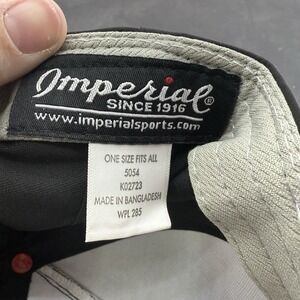 Imperial®
SINCE 1916
www.imperialsports.com
ONE SIZE FITS ALL
5054
K02723
MADE IN BANGLADESH
WPL 285